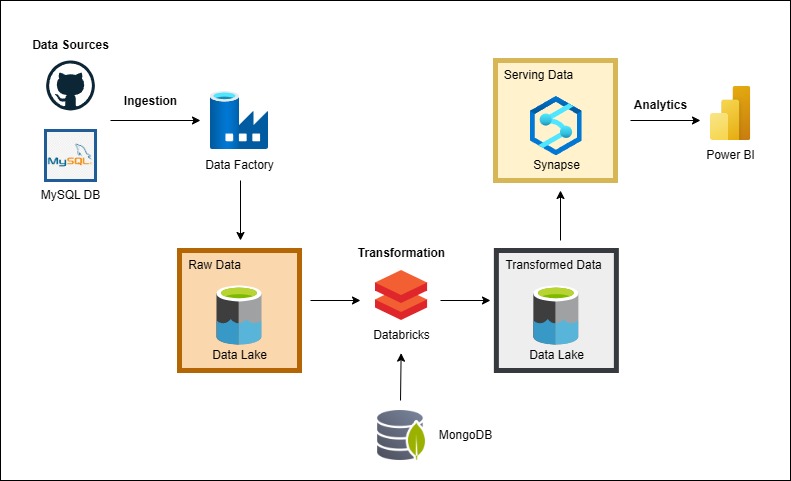 Data Sources
Ingestion
MySQL
MySQL DB
Data Factory
Serving Data
Synapse
Analytics
Power BI
Raw Data
Data Lake
Transformation
Databricks
Transformed Data
Data Lake
MongoDB